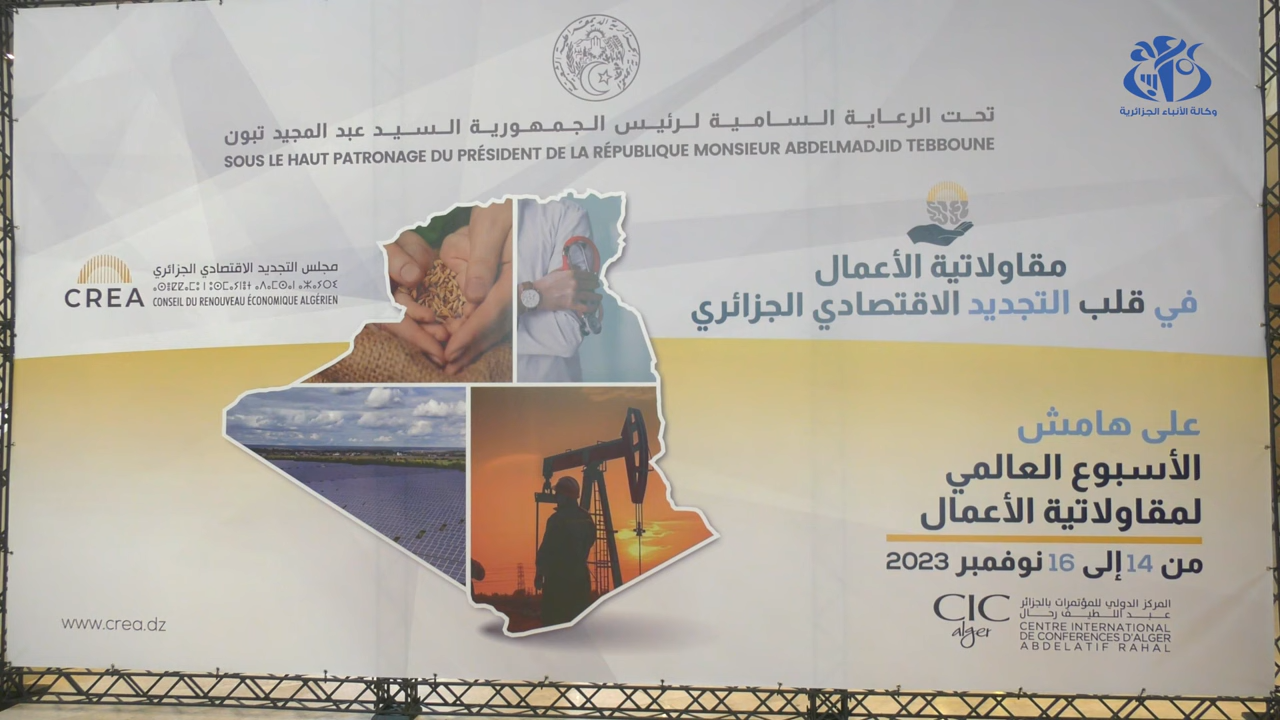 وكالة الأنباء الجزائرية
تحت الرعاية السامية لرئيس الجمهورية السيد عبد المجيد تبون
SOUS LE HAUT PATRONAGE DU PRÉSIDENT DE LA RÉPUBLIQUE MONSIEUR ABDELMADJID TEBBOUNE
CREA
مجلس التجديد الاقتصادي الجزائري
CONSEIL DU RENOUVEAU ÉCONOMIQUE ALGÉRIEN
مقاولاتية الأعمال
في قلب التجديد الاقتصادي الجزائري
على هامش
الأسبوع العالمي
لمقاولاتية الأعمال
من 14 إلى 16 نوفمبر 2023
CIC
alger
المركز الدولي للمؤتمرات بالجزائر
عبد اللطيف رحال
CENTRE INTERNATIONAL
DE CONFÉRENCES D'ALGER
ABDELATIF RAHAL
www.crea.dz